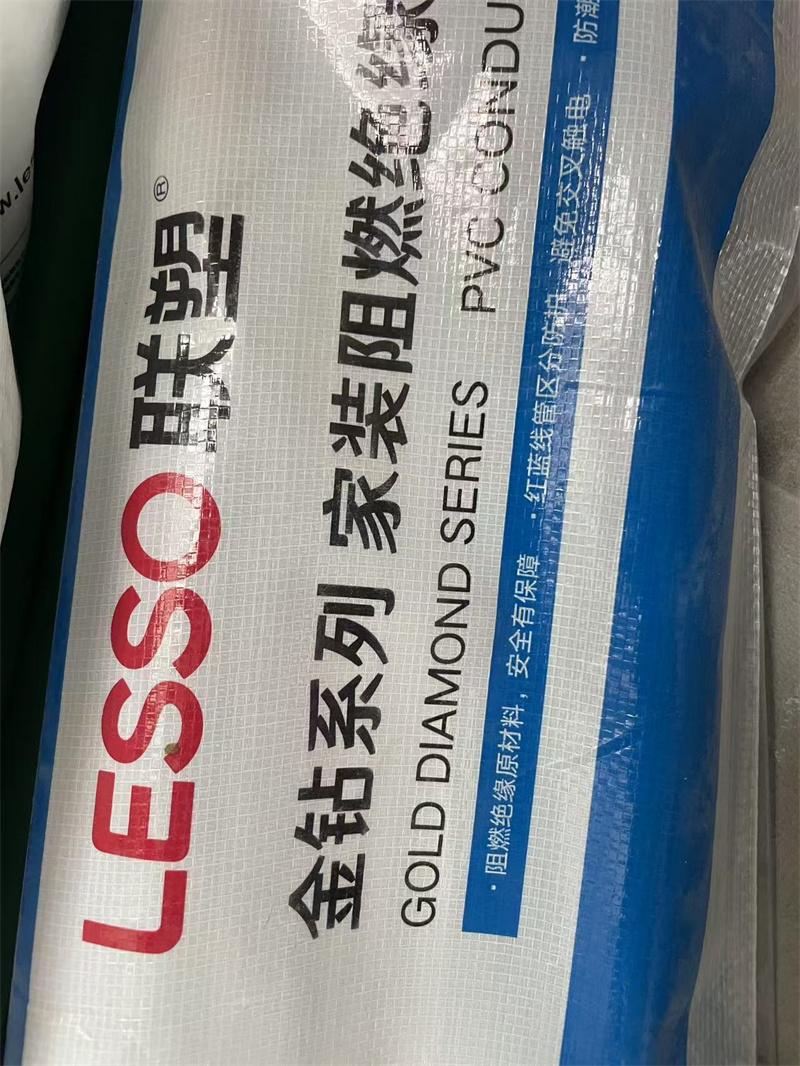 LESSO 联塑®
金钻系列 家装阻燃绝缘
GOLD DIAMOND SERIES PVC CONDU
·阻燃绝缘原材料，安全有保障 ·红蓝线管区分防护，避免交叉触电 ·防潮
w.les